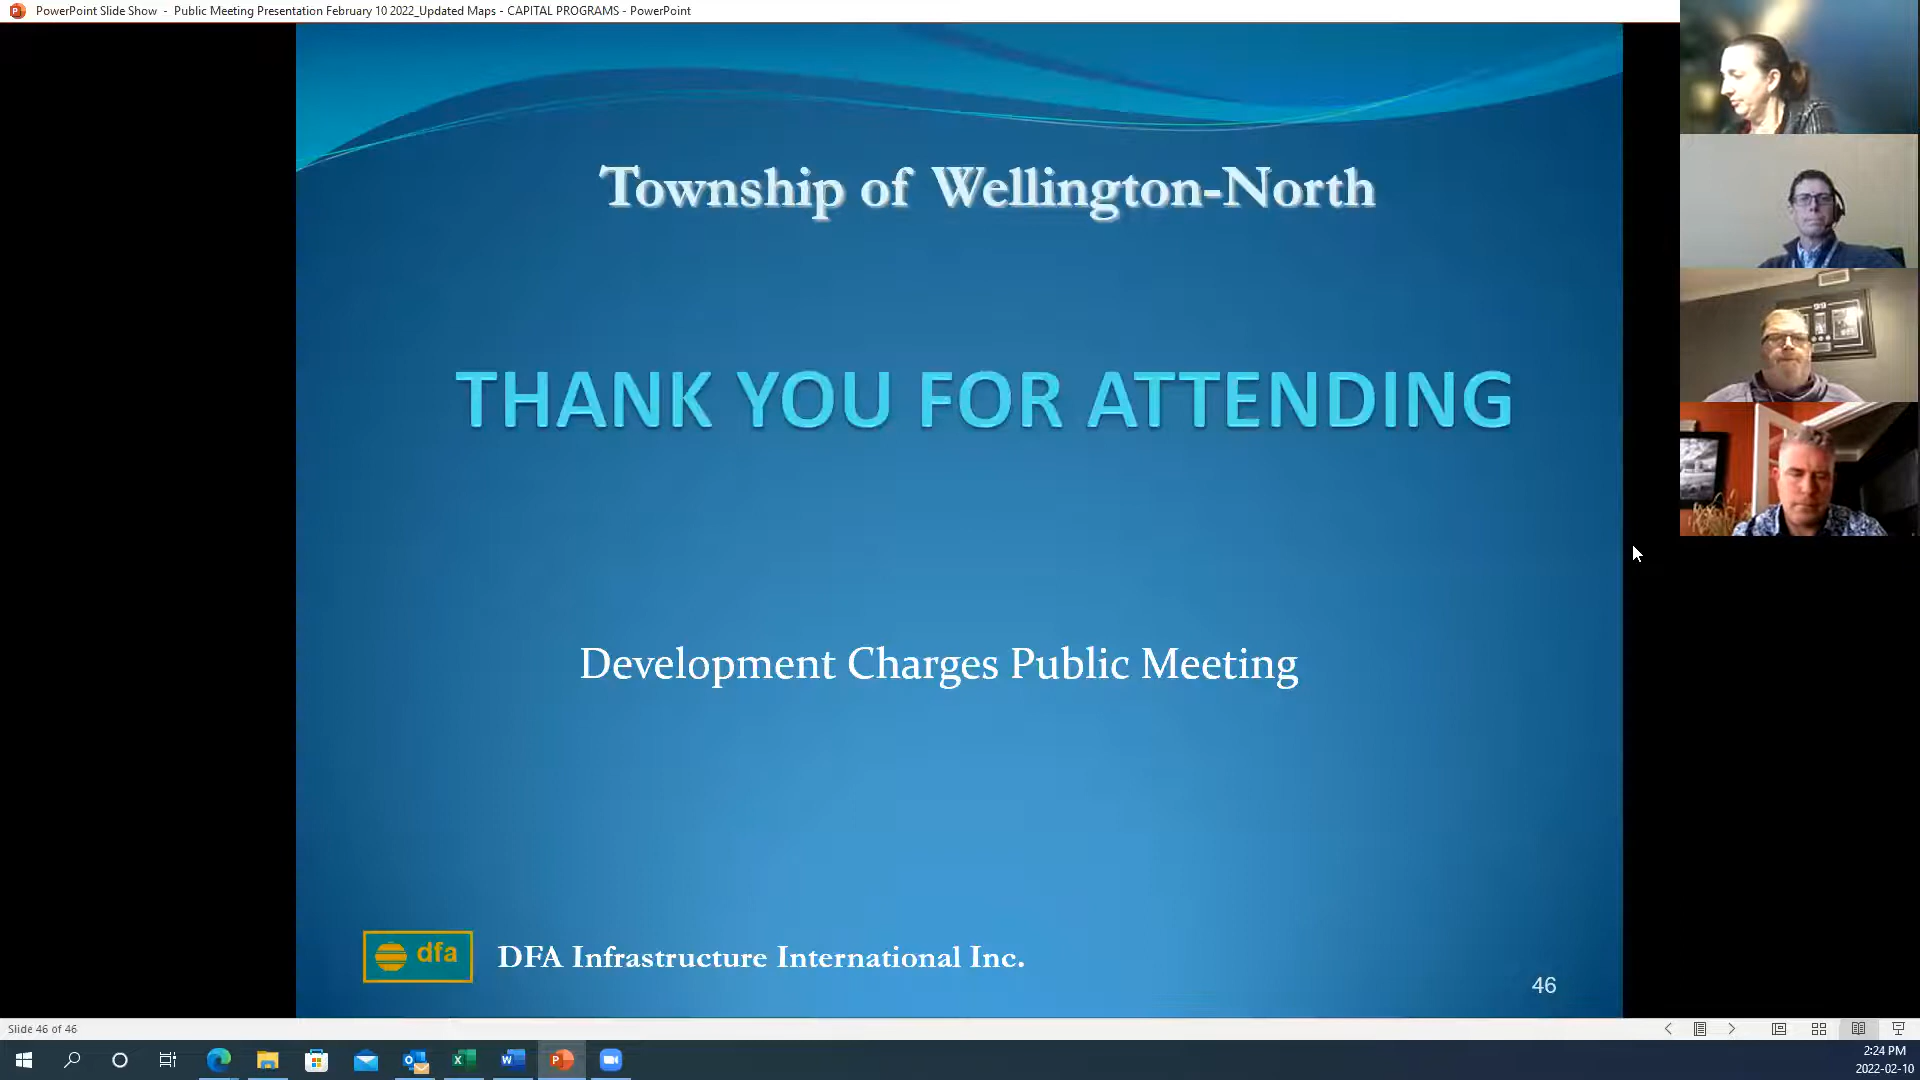 PowerPoint Slide Show - Public Meeting Presentation February 10 2022_Updated Maps - CAPITAL PROGRAMS - PowerPoint
Township of Wellington-North
THANK YOU FOR ATTENDING
Development Charges Public Meeting
dfa
DFA Infrastructure International Inc.
46
Slide 46 of 46
2:24 PM
2022-02-10
99